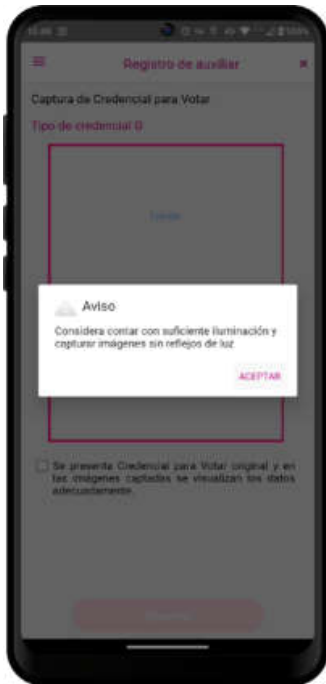 Registro de auxiliar
Captura de Credencial para Votar
Tipo de credencial
Aviso
Considera contar con suficiente iluminación y
capturar imágenes sin reflejos de luz
ACEPTAR
Se presenta Credencial para Votar original y en
las imágenes captadas se visualizan los datos
adecuadamente.